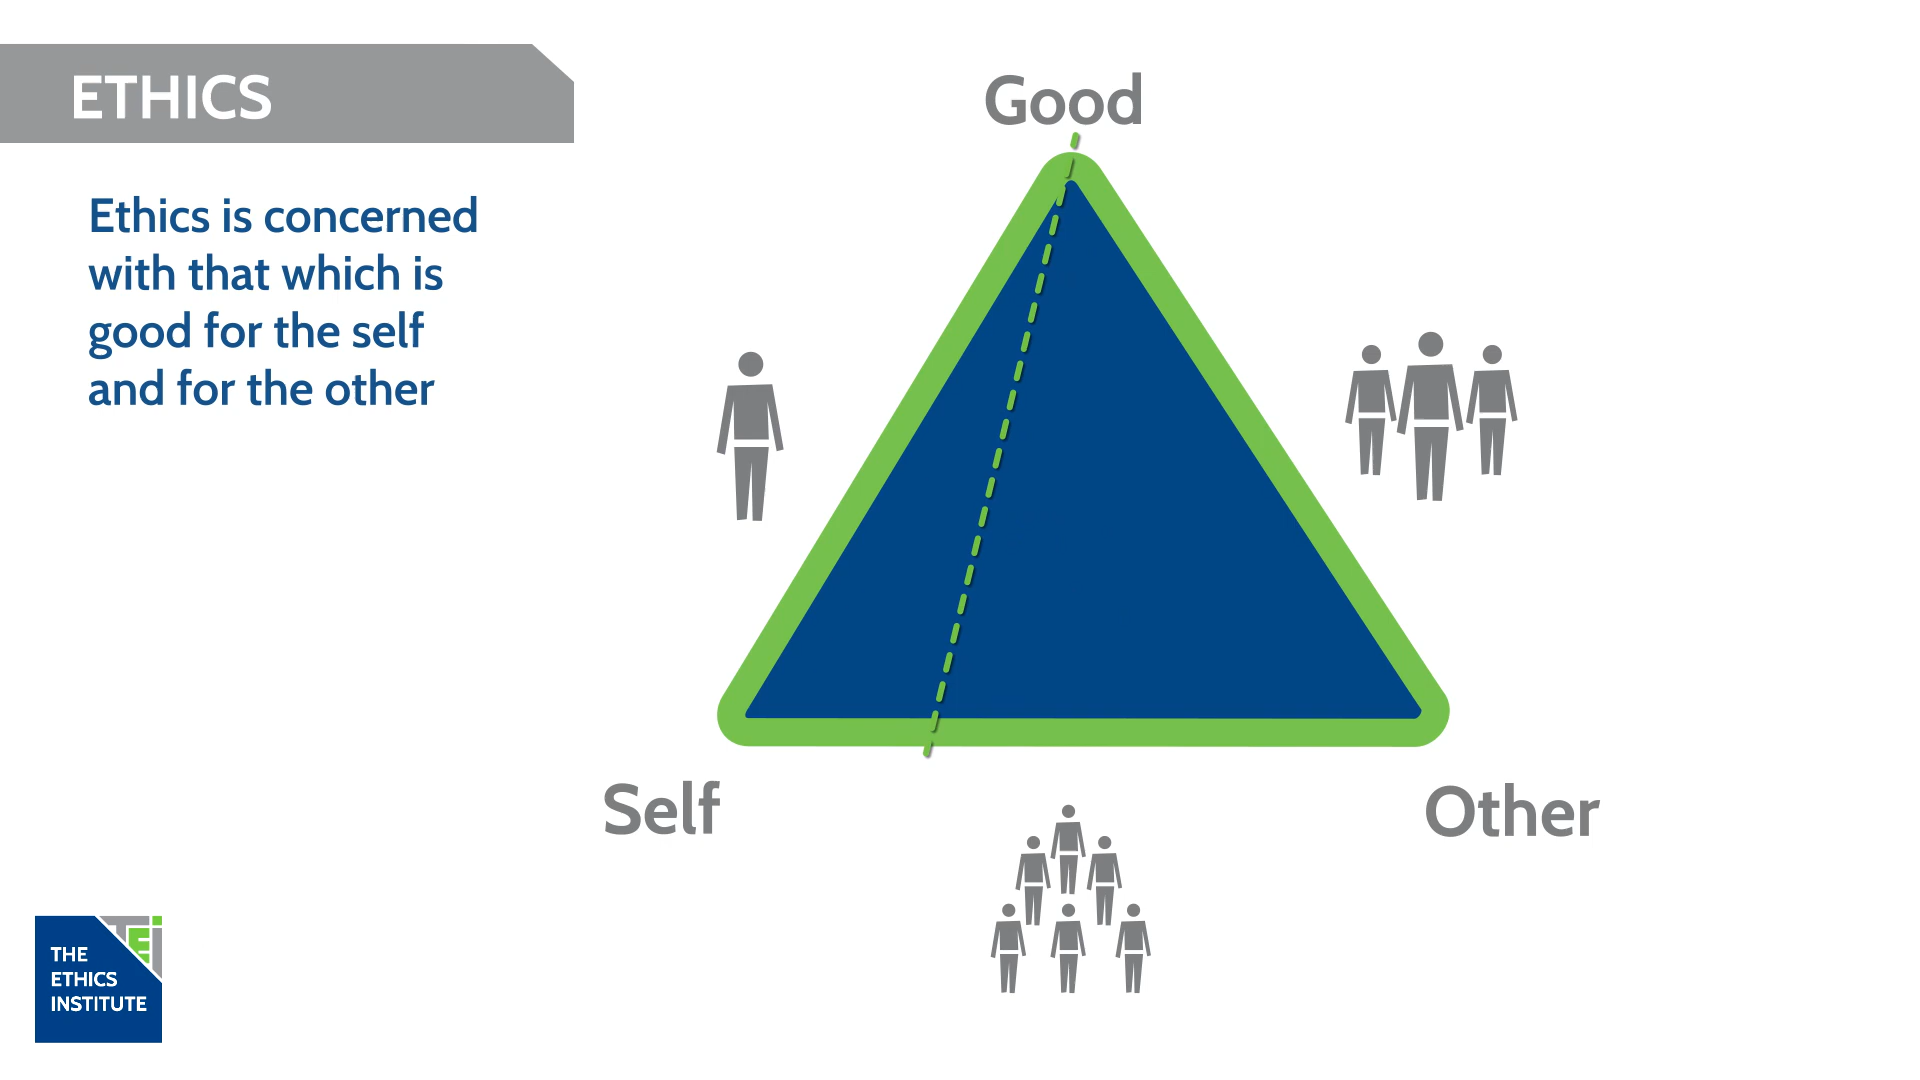 ETHICS
Ethics is concerned
with that which is
good for the self
and for the other
Good
Self
Other
THE
ETHICS
INSTITUTE